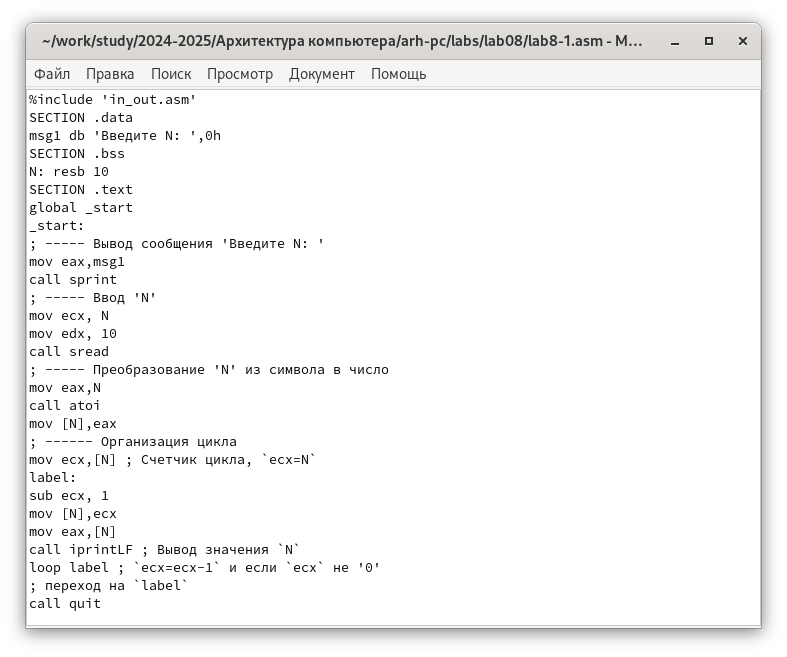 ~/work/study/2024-2025/Архитектура компьютера/arh-pc/labs/lab08/lab8-1.asm - M...
Файл Правка Поиск Просмотр Документ Помощь
%include 'in_out.asm'
SECTION .data
msg1 db 'Введите N: ',0h
SECTION .bss
N: resb 10
SECTION .text
global _start
_start:
; ----- Вывод сообщения 'Введите N: '
mov eax,msg1
call sprint
; ----- Ввод 'N'
mov ecx, N
mov edx, 10
call sread
; ----- Преобразование 'N' из символа в число
mov eax,N
call atoi
mov [N],eax
; ------ Организация цикла
mov ecx,[N] ; Счетчик цикла, `ecx=N`
label:
sub ecx, 1
mov [N],ecx
mov eax,[N]
call iprintLF ; Вывод значения `N`
loop label ; `ecx=ecx-1` и если `ecx` не '0'
; переход на `label`
call quit